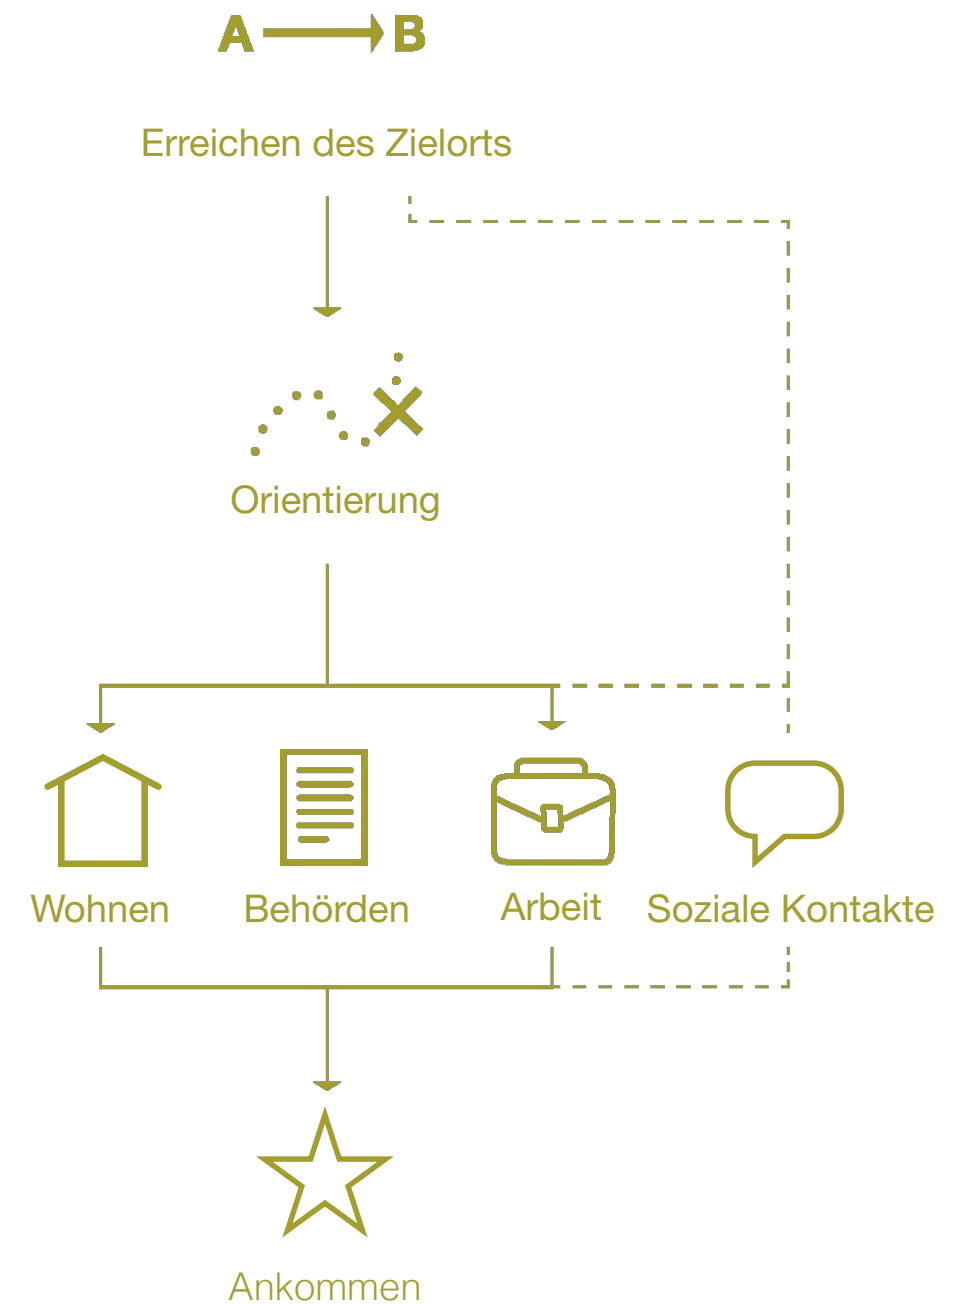 A B
Erreichen des Zielorts
Orientierung
Wohnen
Behörden
Arbeit
Soziale Kontakte
Ankommen